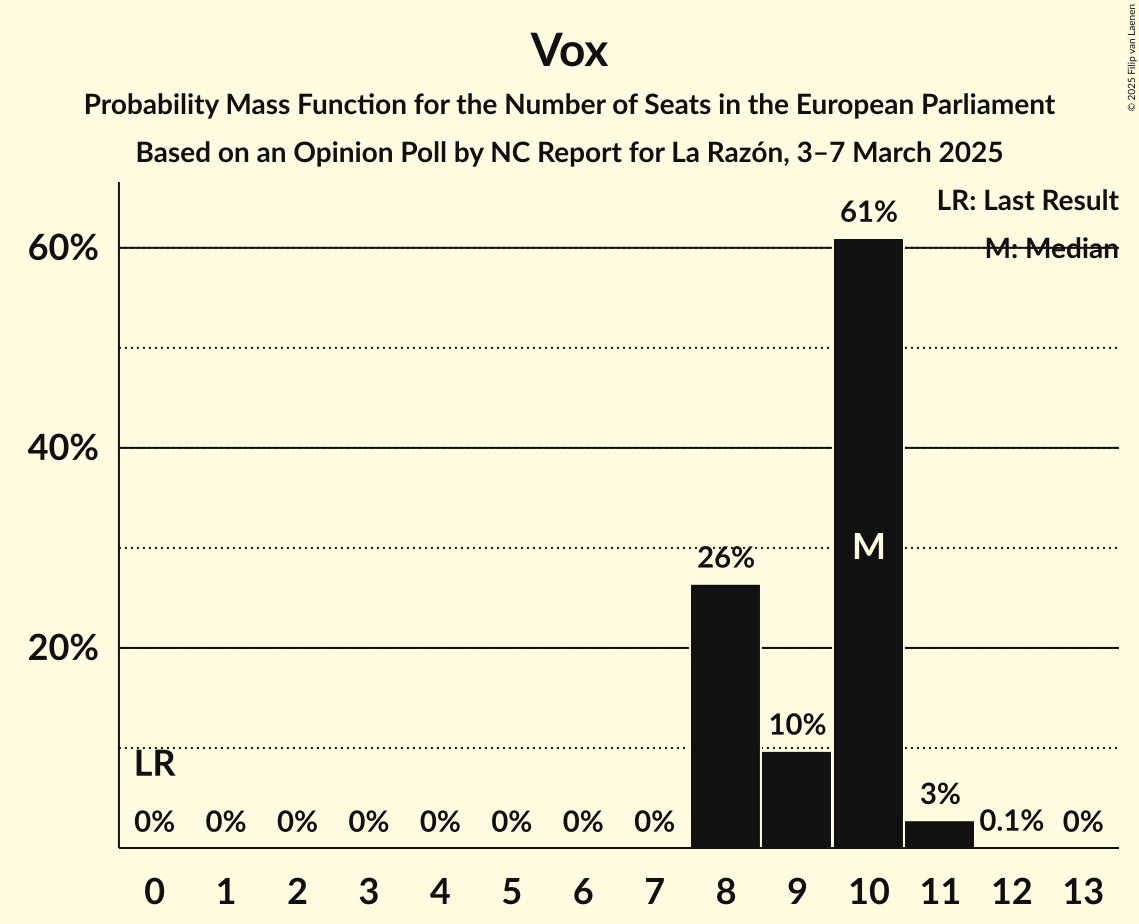 Vox
Probability Mass Function for the Number of Seats in the European Parliament
Based on an Opinion Poll by NC Report for La Razón, 3–7 March 2025
© 2025 Filip van Laenen
LR: Last Result
M: Median
60%
40%
20%
61%
26%
10%
3%
0.1%
M
LR
0% 0% 0% 0% 0% 0% 0% 0% 0%
0 1 2 3 4 5 6 7 8 9 10 11 12 13